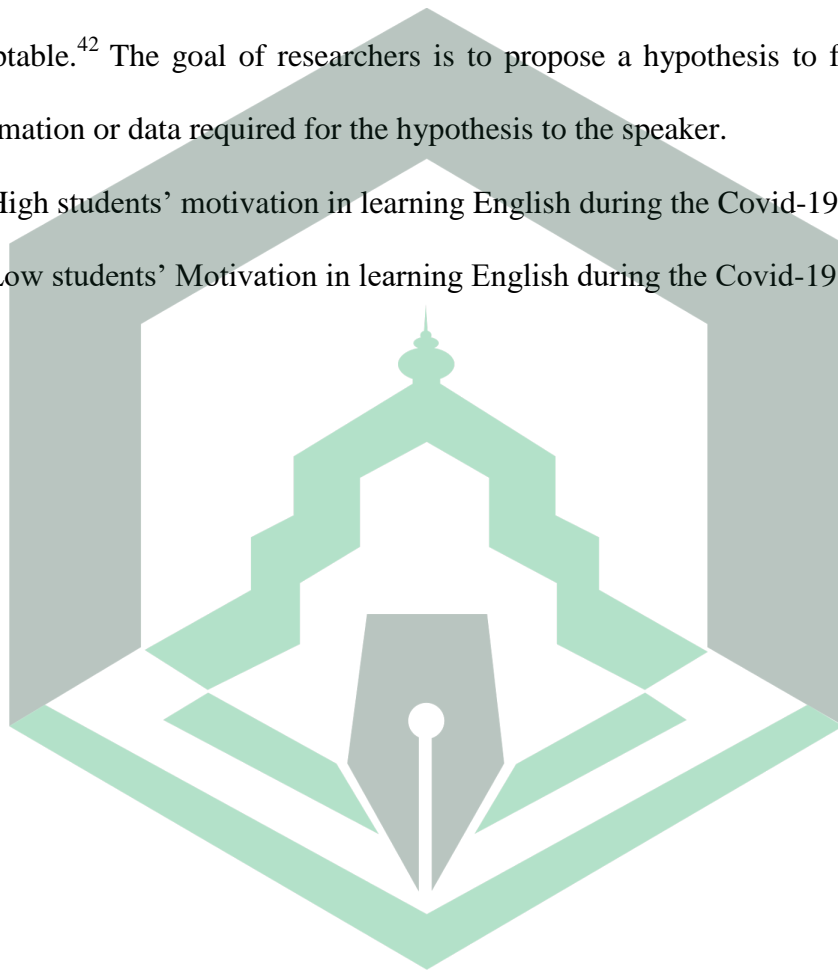 ptable.42 The goal of researchers is to propose a hypothesis to f
mation or data required for the hypothesis to the speaker.
High students’ motivation in learning English during the Covid-19
Low students’ Motivation in learning English during the Covid-19